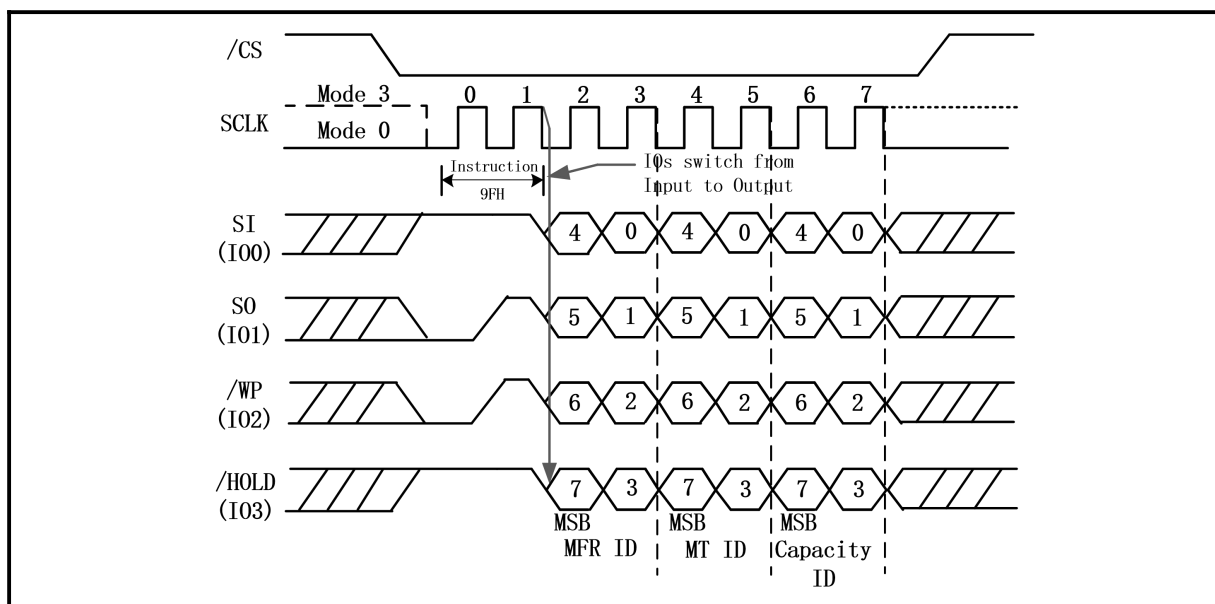 /CS
Mode 3
0 1 2 3 4 5 6 7
SCLK
Mode 0
Instruction
9FH
IOs switch from
Input to Output
SI
(IO0)
4 0 4 0 4 0
SO
(IO1)
5 1 5 1 5 1
/WP
(IO2)
6 2 6 2 6 2
/HOLD
(IO3)
7 3 7 3 7 3
MSB MSB MSB
MFR ID MT ID Capacity
ID